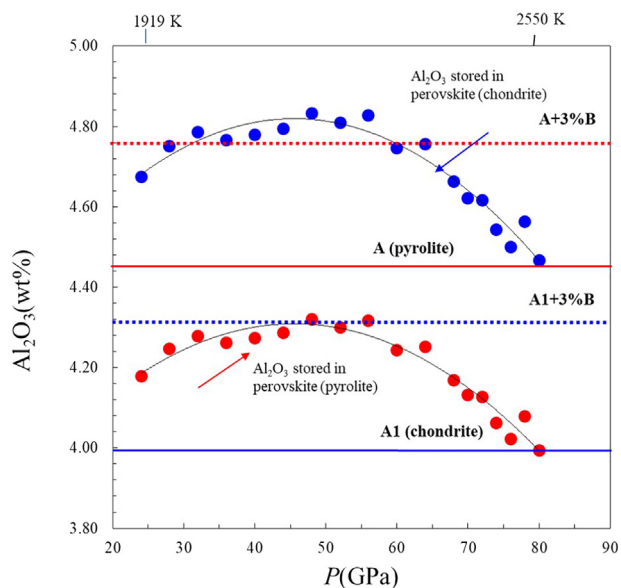 1919 K
2550 K
5.00
Al₂O₃ stored in
perovskite (chondrite)
A+3%B
4.80
4.60
A (pyrolite)
4.40
A1+3%B
4.20
Al₂O₃ stored in
perovskite (pyrolite)
A1 (chondrite)
4.00
3.80
Al₂O₃(wt%)
20 30 40 50 60 70 80 90
P(GPa)